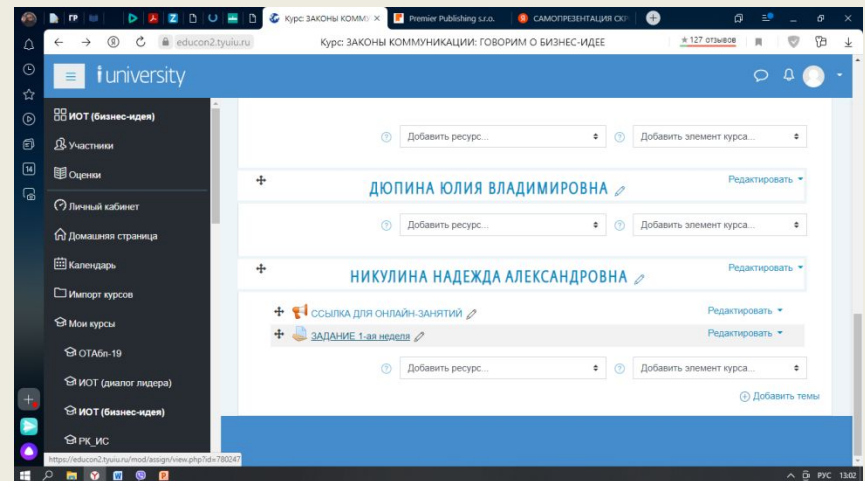 Курс: ЗАКОНЫ КОММУ
Premier Publishing s.r.o.
САМОПРЕЗЕНТАЦИЯ СКР
educon2.tyuiu.ru
Курс: ЗАКОНЫ КОММУНИКАЦИИ: ГОВОРИМ О БИЗНЕС-ИДЕЕ
★ 127 отзывов
iuniversity
ИОТ (бизнес-идея)
Участники
Оценки
Личный кабинет
Домашняя страница
Календарь
Импорт курсов
Мои курсы
ОТАбп-19
ИОТ (диалог лидера)
ИОТ (бизнес-идея)
РК_ИС
Добавить ресурс...
Добавить элемент курса...
ДЮПИНА ЮЛИЯ ВЛАДИМИРОВНА
Редактировать
Добавить ресурс...
Добавить элемент курса...
НИКУЛИНА НАДЕЖДА АЛЕКСАНДРОВНА
Редактировать
ССЫЛКА ДЛЯ ОНЛАЙН-ЗАНЯТИЙ
Редактировать
ЗАДАНИЕ 1-ая неделя
Редактировать
Добавить ресурс...
Добавить элемент курса...
Добавить темы
https://educon2.tyuiu.ru/mod/assign/view.php?id=780247
РУС
13:02